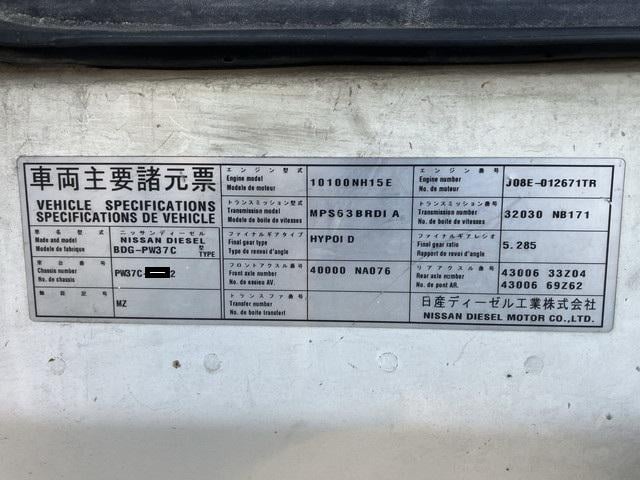 車両主要諸元票
VEHICLE SPECIFICATIONS
SPECIFICATIONS DE VEHICLE
車名型式
Made and model
Modele de fabrique
ニッサンディーゼル
NISSAN DIESEL
BDG-PW37C
型
TYPE
車台番号
Chassis number
No. de chassis
PW37C-
2
MZ
エンジン型式
Engine model
Modele de moteur
10100NH15E
エンジン番号
Engine number
No. de moteur
J08E-012671TR
トランスミッション型式
Transmission model
Modele de boite de vitesses
MPS63BRDI A
トランスミッション番号
Transmission number
No. de boite de vitesses
32030 NB171
ファイナルギアタイプ
Final gear type
Type de renvoi d'angle
HYPOI D
ファイナルギアレシオ
Final gear ratio
Rapport de renvoi d'angle
5.285
フロントアクスル番号
Front axle number
No. de essieu AV.
40000 NA076
リアアクスル番号
Rear axle number
No. de pont AR.
43006 33Z04
43006 69Z62
トランスファ番号
Transfer number
No. de boite transfert
日産ディーゼル工業株式会社
NISSAN DIESEL MOTOR CO.,LTD.